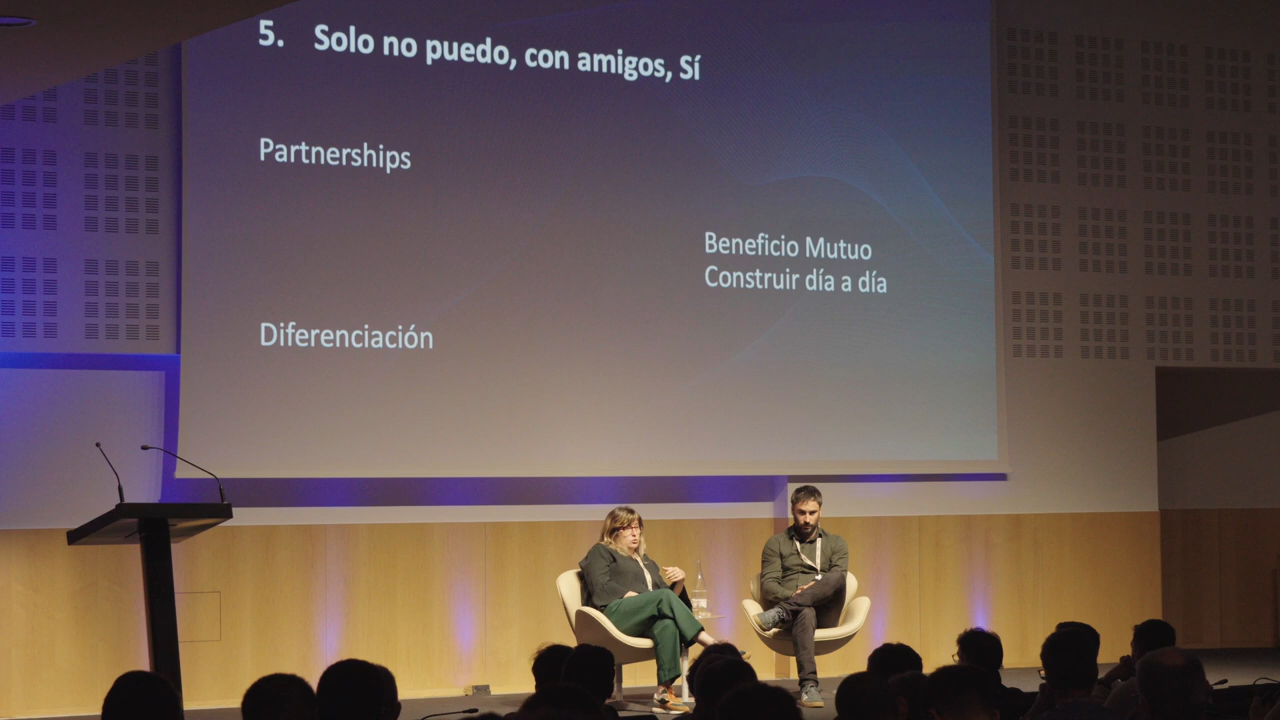 5. Solo no puedo, con amigos, Sí
Partnerships
Beneficio Mutuo
Construir día a día
Diferenciación